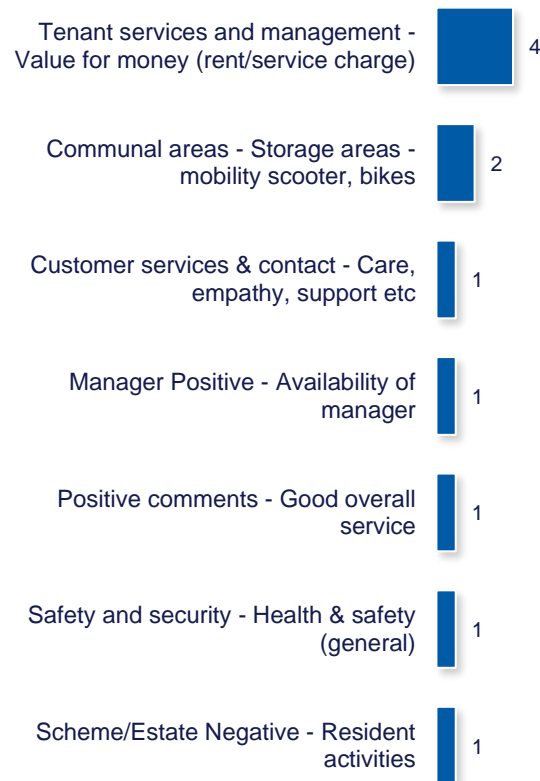 Tenant services and management -
Value for money (rent/service charge)
4
Communal areas - Storage areas -
mobility scooter, bikes
2
Customer services & contact - Care,
empathy, support etc
1
Manager Positive - Availability of
manager
1
Positive comments - Good overall
service
1
Safety and security - Health & safety
(general)
1
Scheme/Estate Negative - Resident
activities
1